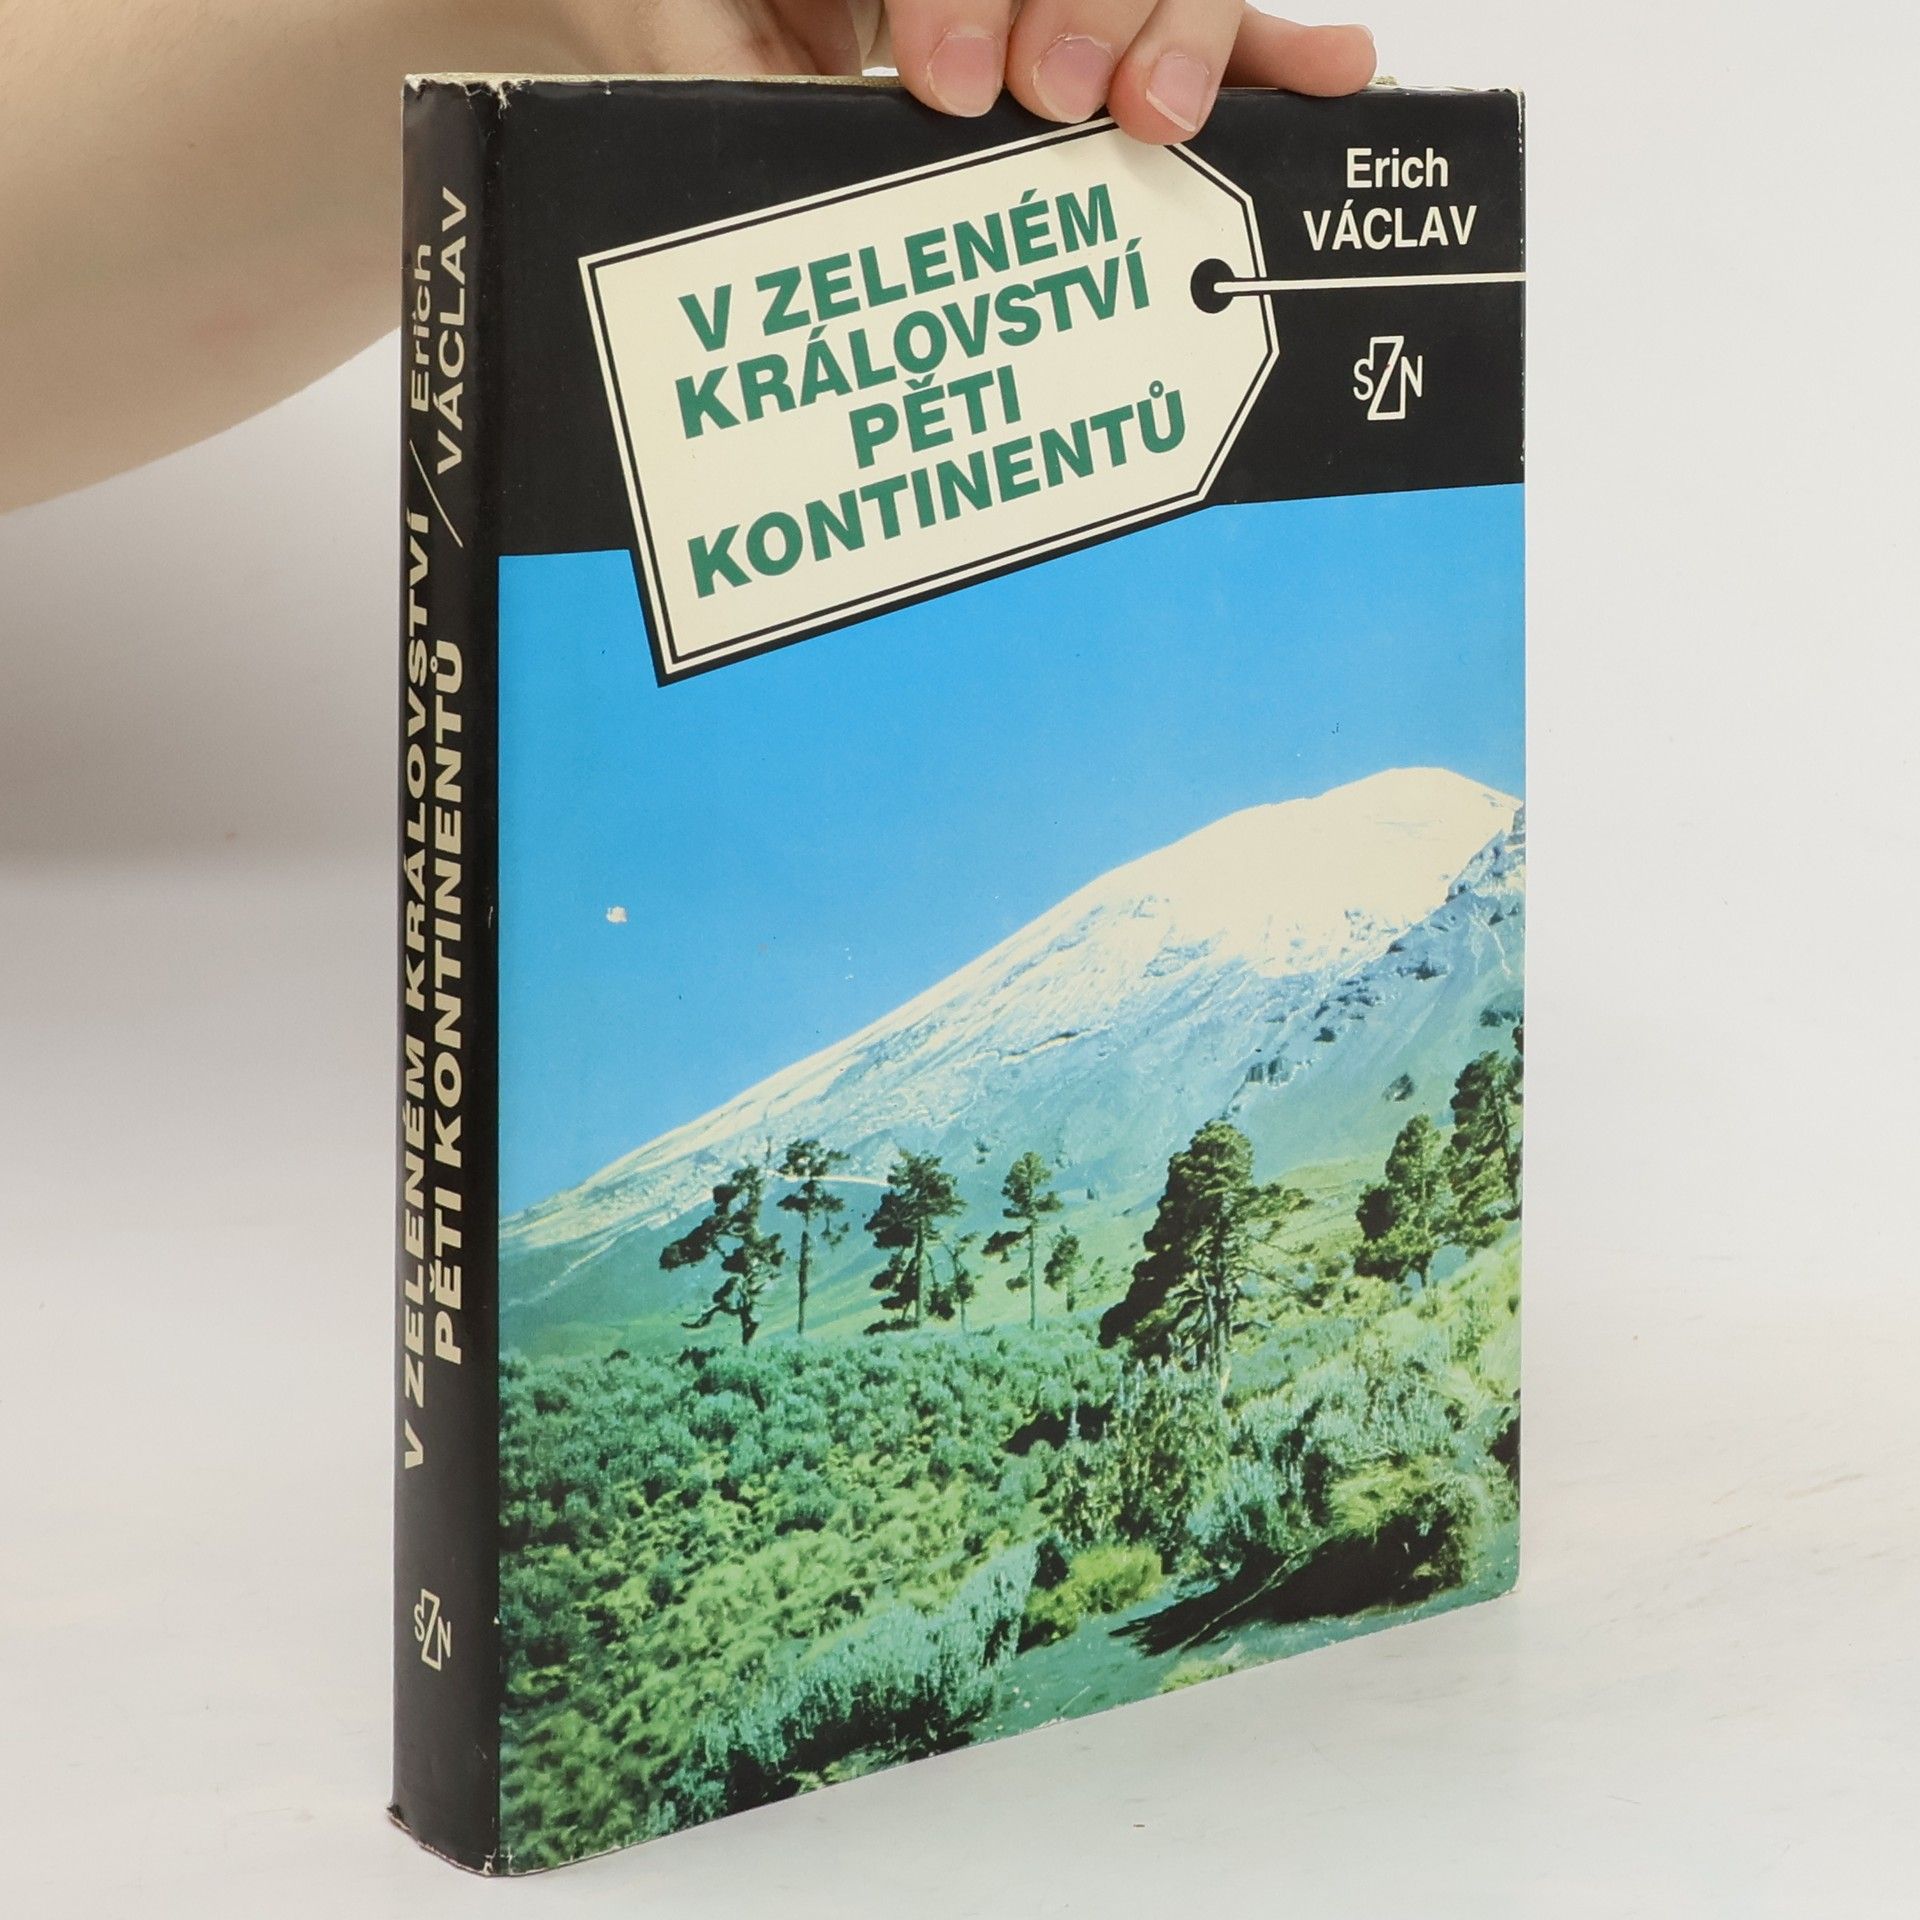 V ZELENÉM
KRÁLOVSTVÍ
PĚTI
KONTINENTŮ
Erich
VÁCLAV
SZN
V ZELENÉM KRÁLOVSTVÍ
PĚTI KONTINENTŮ
/
Erich
VÁCLAV
SZN